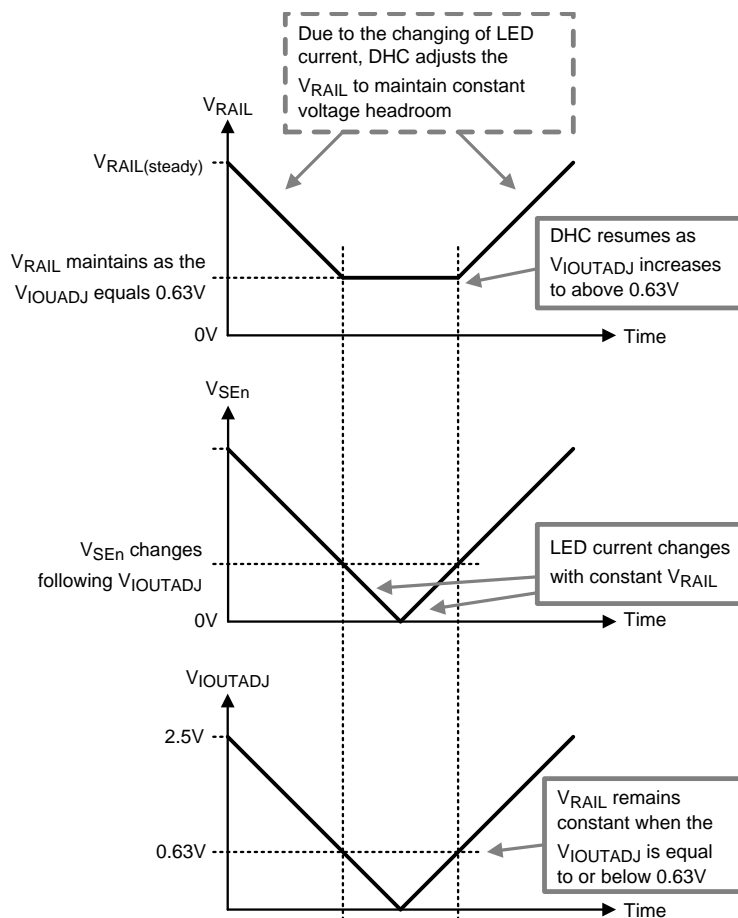 Due to the changing of LED
current, DHC adjusts the
VRAIL to maintain constant
voltage headroom
VRAIL
VRAIL(steady)
VRAIL maintains as the
VIOUADJ equals 0.63V
0V
DHC resumes as
VIOUTADJ increases
to above 0.63V
Time
VSEn
VSEn changes
following VIOUTADJ
0V
LED current changes
with constant VRAIL
Time
VIOUTADJ
2.5V
0.63V
VRAIL remains
constant when the
VIOUTADJ is equal
to or below 0.63V
Time